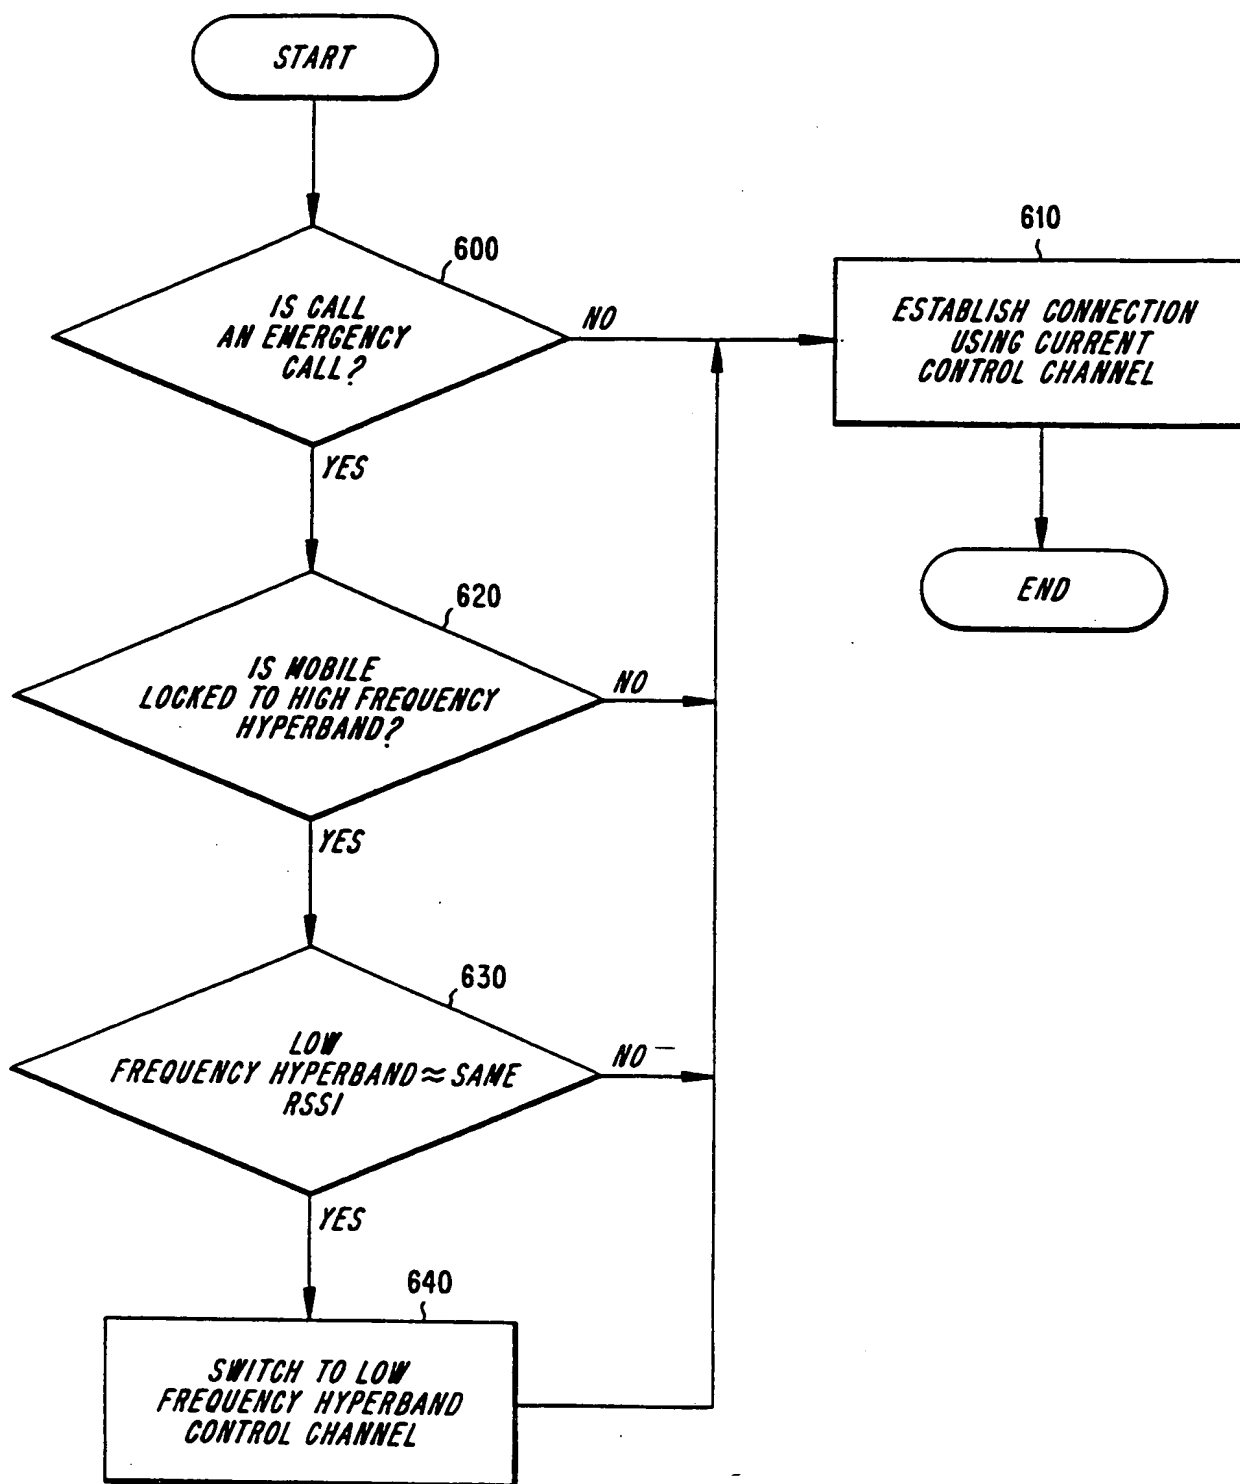 START
600
IS CALL
AN EMERGENCY
CALL?
NO
YES
610
ESTABLISH CONNECTION
USING CURRENT
CONTROL CHANNEL
END
620
IS MOBILE
LOCKED TO HIGH FREQUENCY
HYPERBAND?
NO
YES
630
LOW
FREQUENCY HYPERBAND ≈ SAME
RSSI
NO
YES
640
SWITCH TO LOW
FREQUENCY HYPERBAND
CONTROL CHANNEL